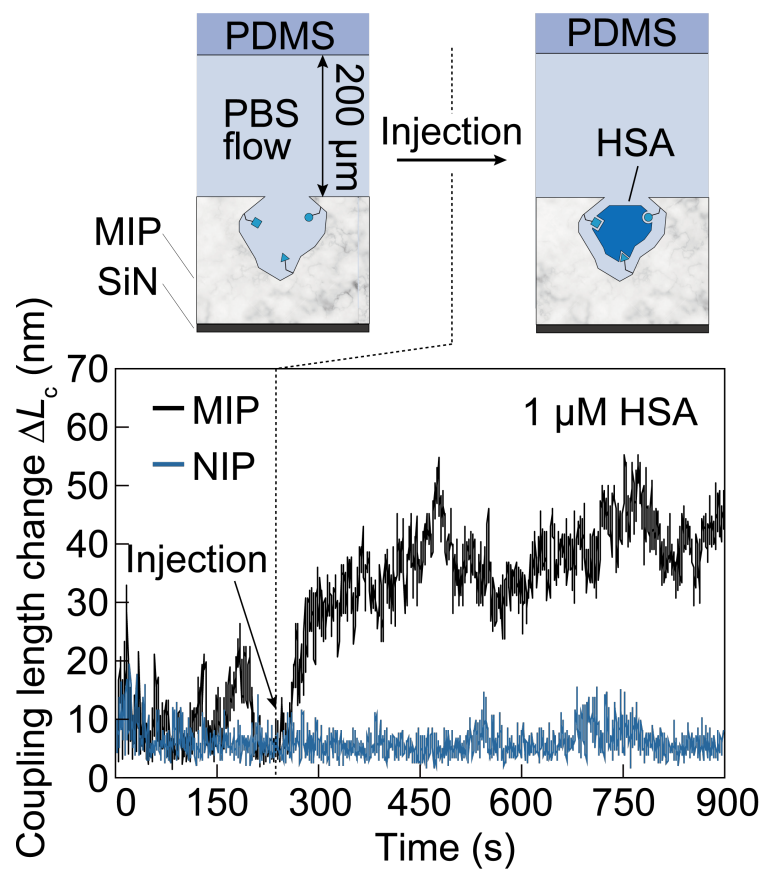 PDMS
PDMS
200 µm
PBS
flow
Injection
HSA
MIP
SiN
Coupling length change ΔLc (nm)
70
60
50
40
30
20
10
0
MIP
NIP
1 µM HSA
Injection
0 150 300 450 600 750 900
Time (s)